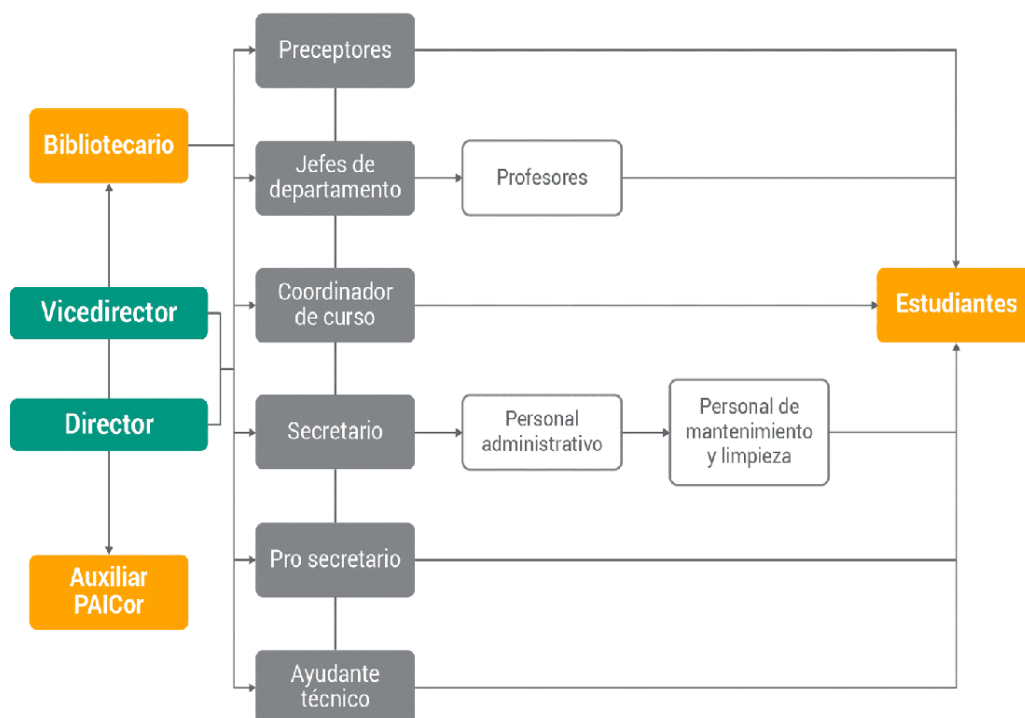 Preceptores
Bibliotecario
Jefes de
departamento
Profesores
Vicedirector
Coordinador
de curso
Estudiantes
Director
Secretario
Personal
administrativo
Personal de
mantenimiento
y limpieza
Pro secretario
Auxiliar
PAICor
Ayudante
técnico